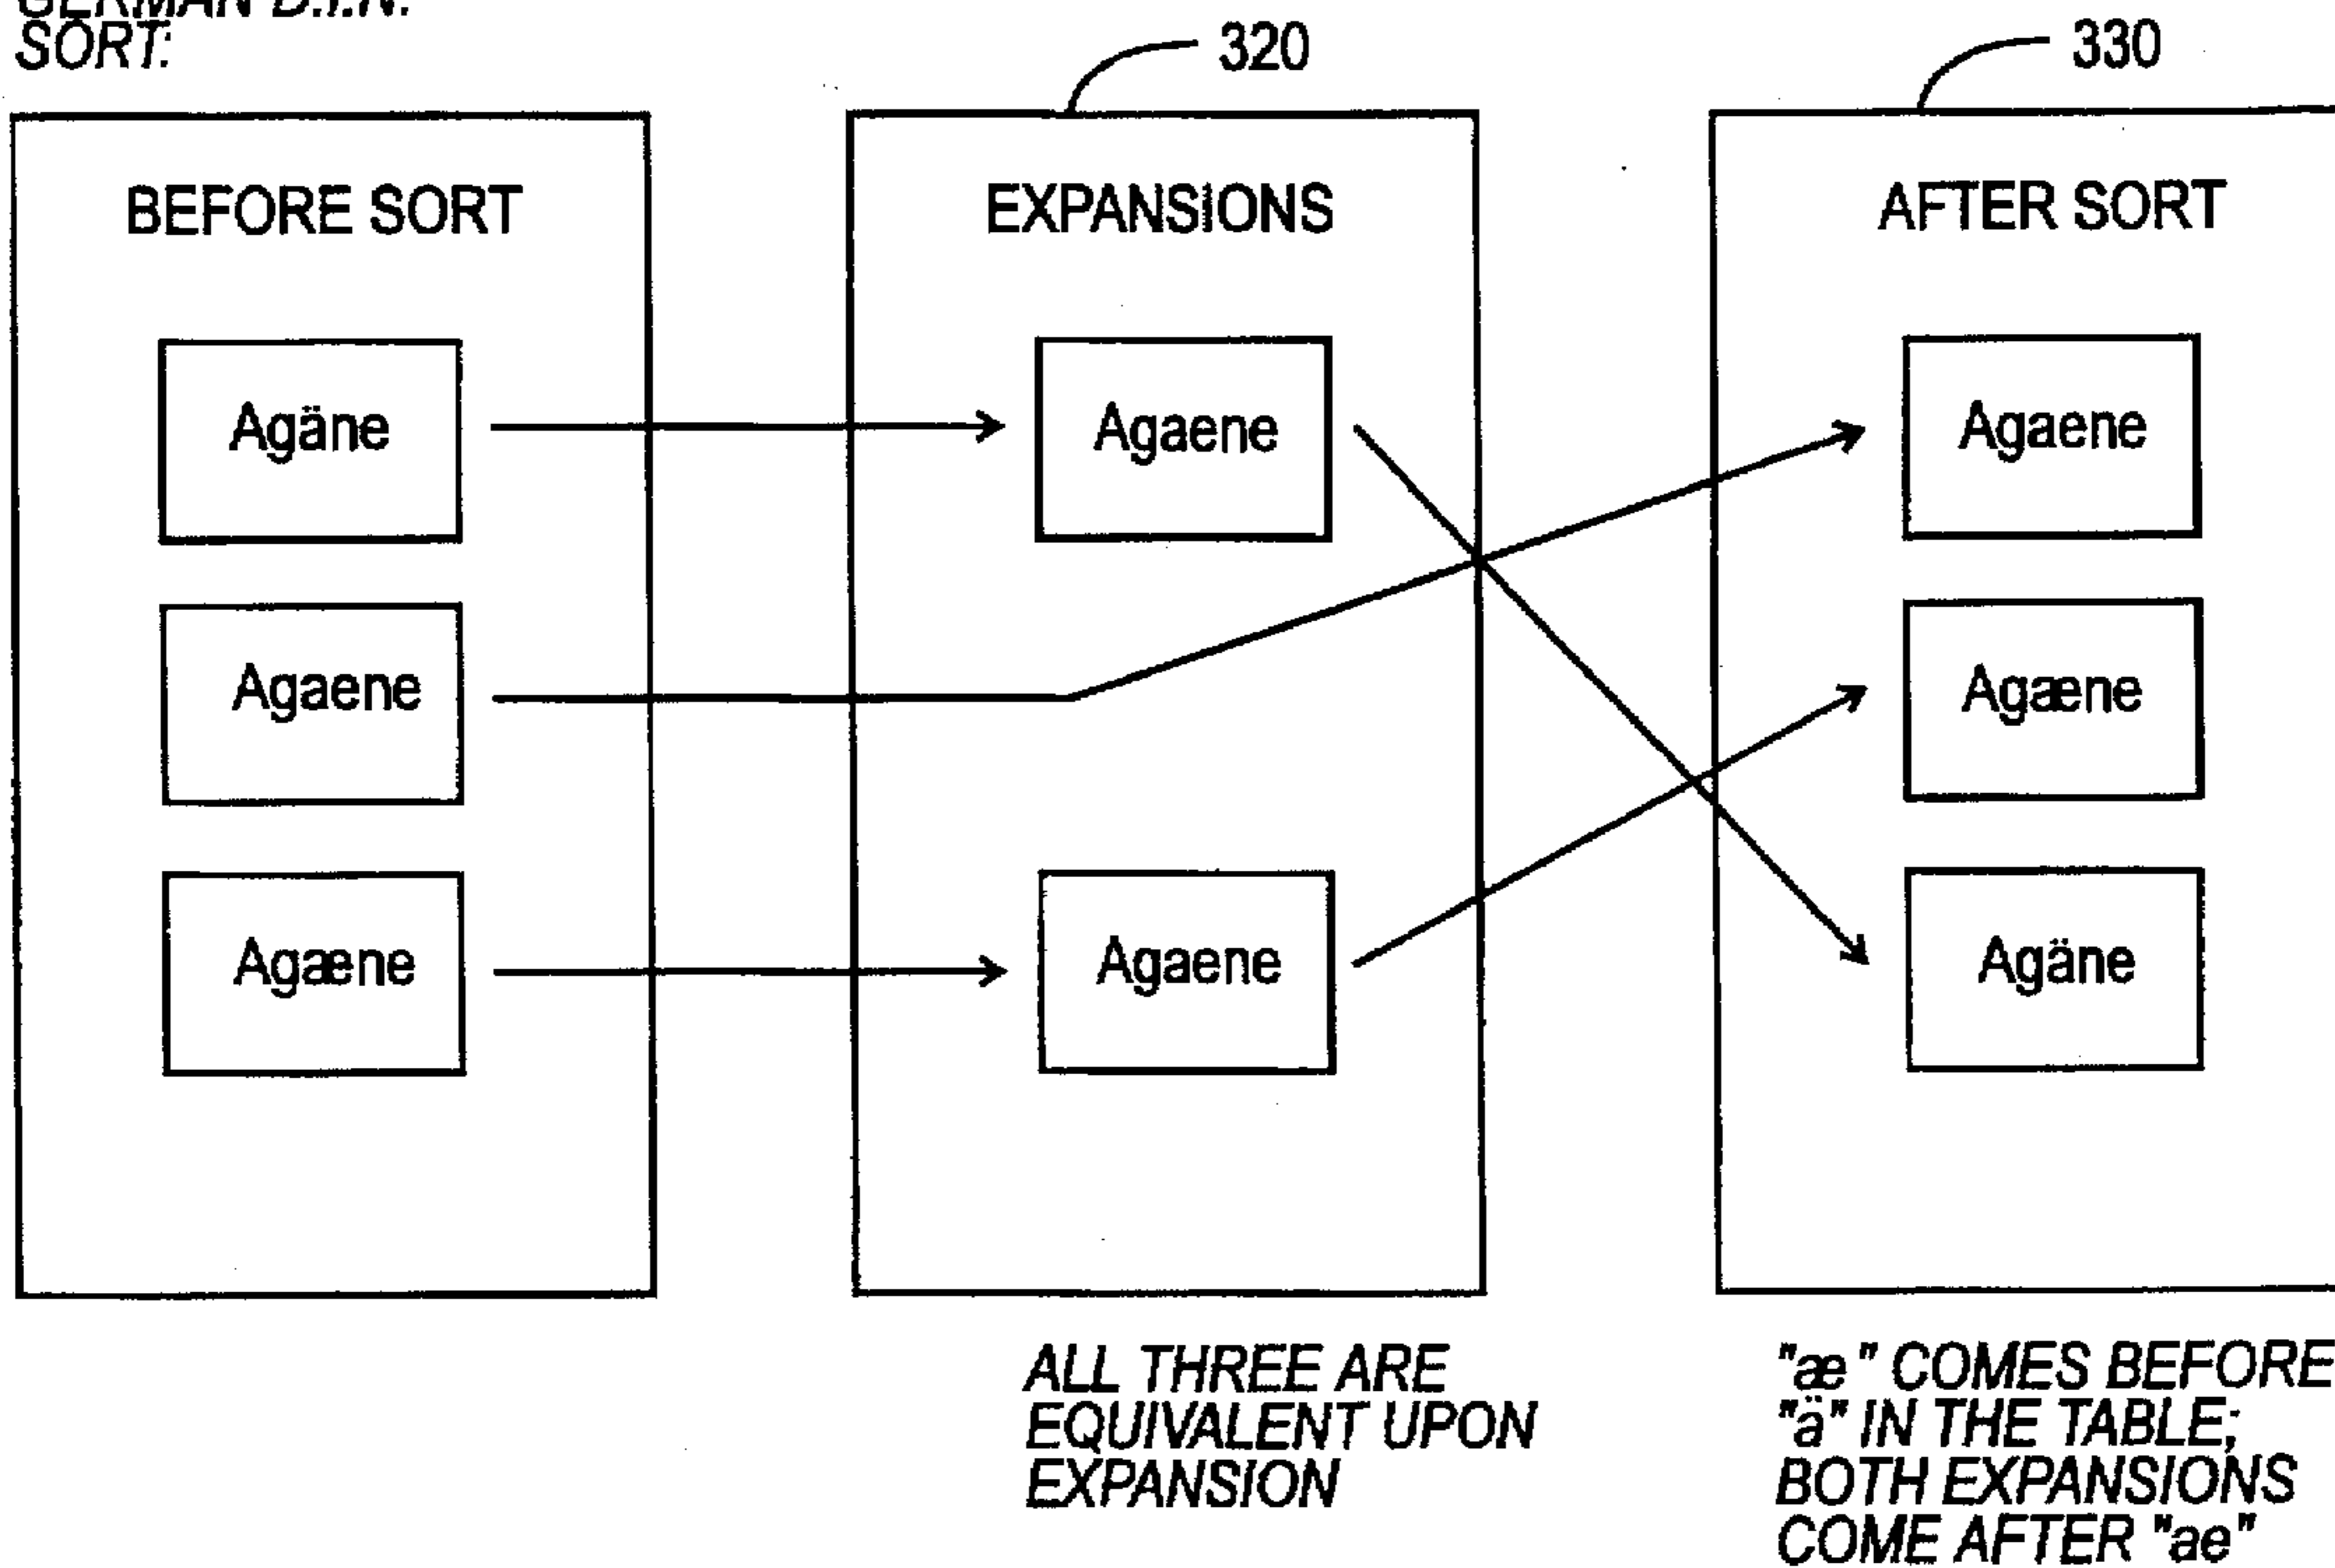 GERMAN D.I.N.
SORT:
320
330
BEFORE SORT
EXPANSIONS
AFTER SORT
Agäne
Agaene
Agaene
Agaene
Agæne
Agæne
Agaene
Agäne
ALL THREE ARE
EQUIVALENT UPON
EXPANSION
"æ" COMES BEFORE
"ä" IN THE TABLE;
BOTH EXPANSIONS
COME AFTER "ae"